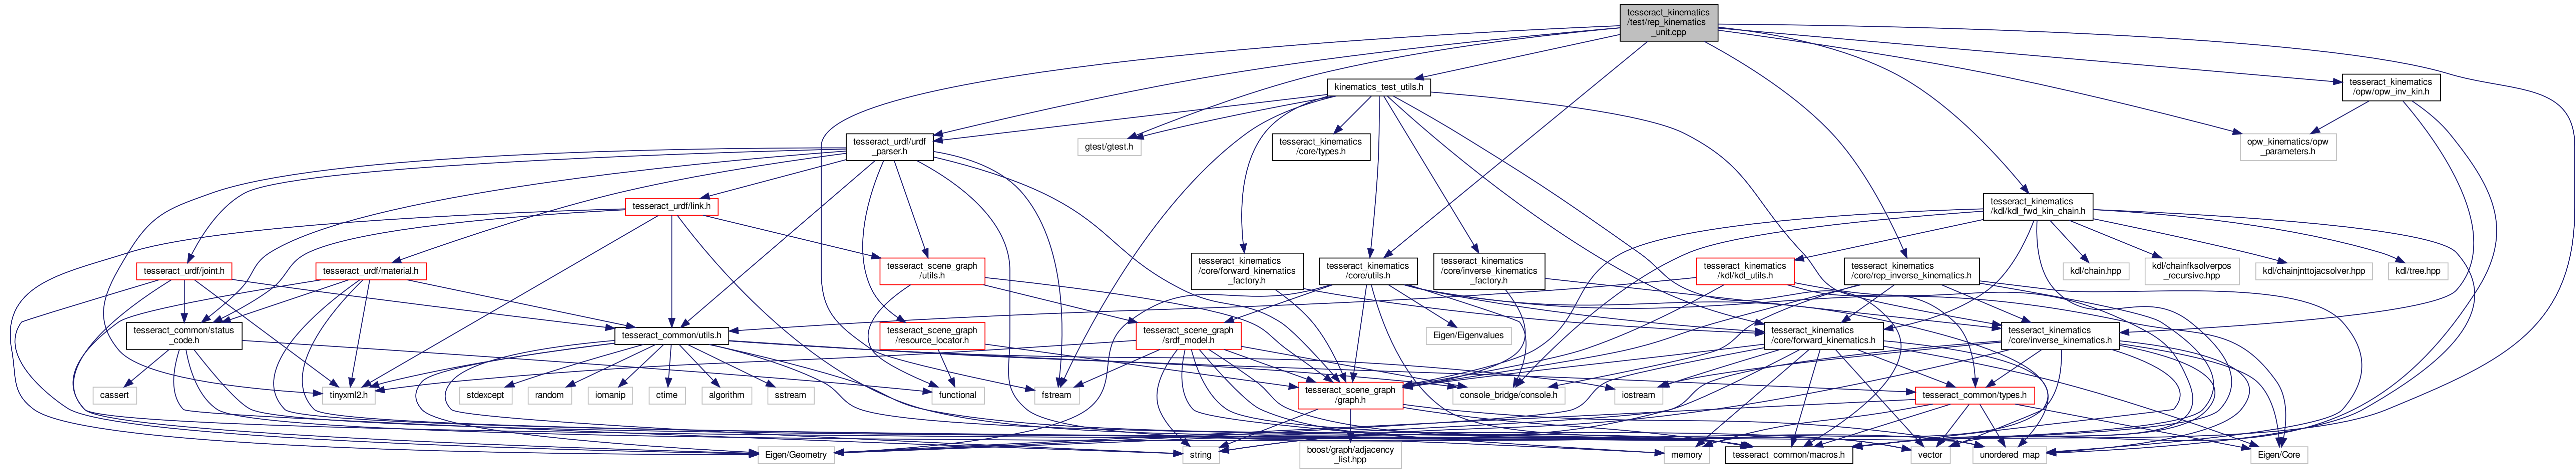 tesseract_kinematics
/test/rep_kinematics
_unit.cpp
kinematics_test_utils.h
tesseract_kinematics
/opw/opw_inv_kin.h
tesseract_urdf/urdf
_parser.h
gtest/gtest.h
tesseract_kinematics
/core/types.h
opw_kinematics/opw
_parameters.h
tesseract_urdf/link.h
tesseract_kinematics
/kdl/kdl_fwd_kin_chain.h
tesseract_urdf/joint.h
tesseract_urdf/material.h
tesseract_scene_graph
/utils.h
tesseract_kinematics
/core/forward_kinematics
_factory.h
tesseract_kinematics
/core/utils.h
tesseract_kinematics
/core/inverse_kinematics
_factory.h
tesseract_kinematics
/kdl/kdl_utils.h
tesseract_kinematics
/core/rep_inverse_kinematics.h
kdl/chain.hpp
kdl/chainfksolverpos
_recursive.hpp
kdl/chainjnttojacsolver.hpp
kdl/tree.hpp
tesseract_common/status
_code.h
tesseract_common/utils.h
tesseract_scene_graph
/resource_locator.h
tesseract_scene_graph
/srdf_model.h
Eigen/Eigenvalues
tesseract_kinematics
/core/forward_kinematics.h
tesseract_kinematics
/core/inverse_kinematics.h
cassert
tinyxml2.h
stdexcept
random
iomanip
ctime
algorithm
sstream
functional
fstream
tesseract_scene_graph
/graph.h
console_bridge/console.h
iostream
tesseract_common/types.h
Eigen/Geometry
string
boost/graph/adjacency
_list.hpp
memory
tesseract_common/macros.h
vector
unordered_map
Eigen/Core